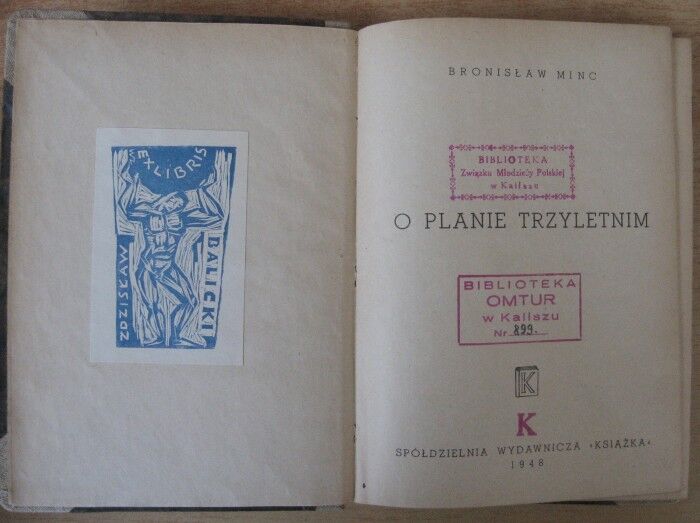 EXLIBRIS
ZDZISŁAW
BALICKI
BRONISŁAW MINC
BIBLIOTEKA
Związku Młodzieży Polskiej
w Kaliszu
O PLANIE TRZYLETNIM
BIBLIOTEKA
OMTUR
w Kaliszu
Nr 899.
K
K
SPÓŁDZIELNIA WYDAWNICZA »KSIĄŻKA«
1948